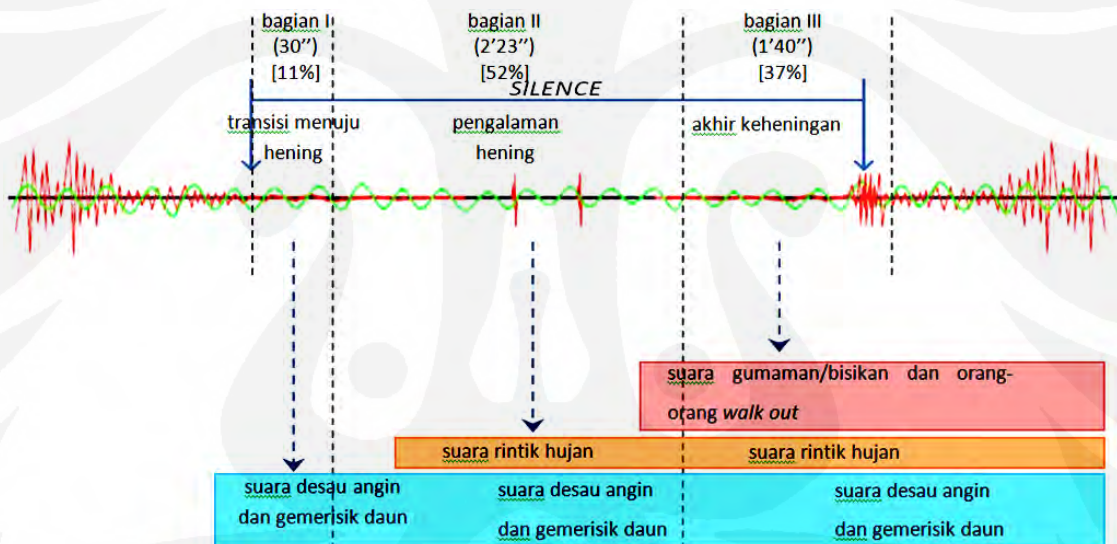 bagian I
(30”)
[11%]
bagian II
(2’23”)
[52%]
bagian III
(1’40”)
[37%]
SILENCE
transisi menuju
hening
pengalaman
hening
akhir keheningan
suara gumaman/bisikan dan orang-
orang walk out
suara rintik hujan
suara rintik hujan
suara desau angin
dan gemerisik daun
suara desau angin
dan gemerisik daun
suara desau angin
dan gemerisik daun